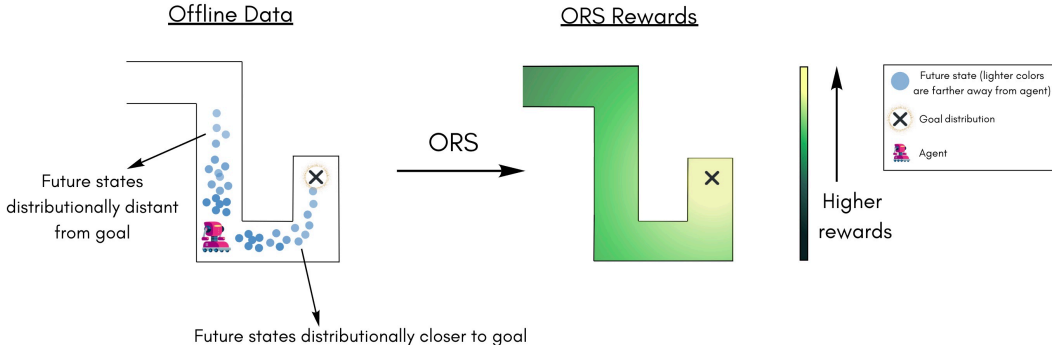 Offline Data
ORS Rewards
Future states
distributionally distant
from goal
ORS
Higher
rewards
Future state (lighter colors
are farther away from agent)
Goal distribution
Agent
Future states distributionally closer to goal